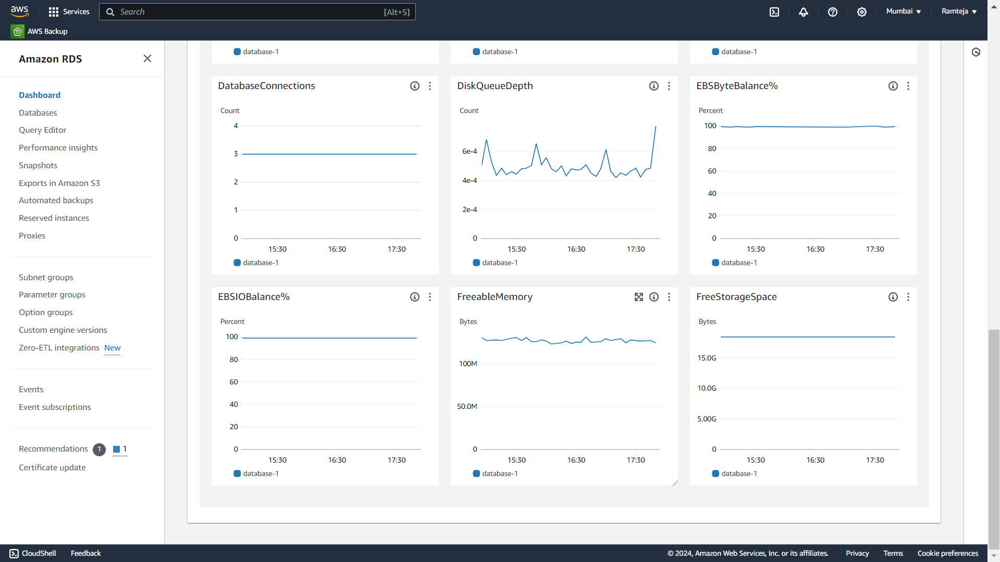 aws
Services
Search
[Alt+S]
Mumbai
Ramteja
AWS Backup
Amazon RDS
Dashboard
Databases
Query Editor
Performance insights
Snapshots
Exports in Amazon S3
Automated backups
Reserved instances
Proxies
Subnet groups
Parameter groups
Option groups
Custom engine versions
Zero-ETL integrations New
Events
Event subscriptions
Recommendations 1 1
Certificate update
database-1
database-1
database-1
DatabaseConnections
Count
4
3
2
1
0
15:30 16:30 17:30
database-1
DiskQueueDepth
Count
6e-4
4e-4
2e-4
0
15:30 16:30 17:30
database-1
EBSByteBalance%
Percent
100
80
60
40
20
0
15:30 16:30 17:30
database-1
EBSIOBalance%
Percent
100
80
60
40
20
0
15:30 16:30 17:30
database-1
FreeableMemory
Bytes
100M
50.0M
0
15:30 16:30 17:30
database-1
FreeStorageSpace
Bytes
15.0G
10.0G
5.00G
0
15:30 16:30 17:30
database-1
CloudShell
Feedback
© 2024, Amazon Web Services, Inc. or its affiliates.
Privacy
Terms
Cookie preferences